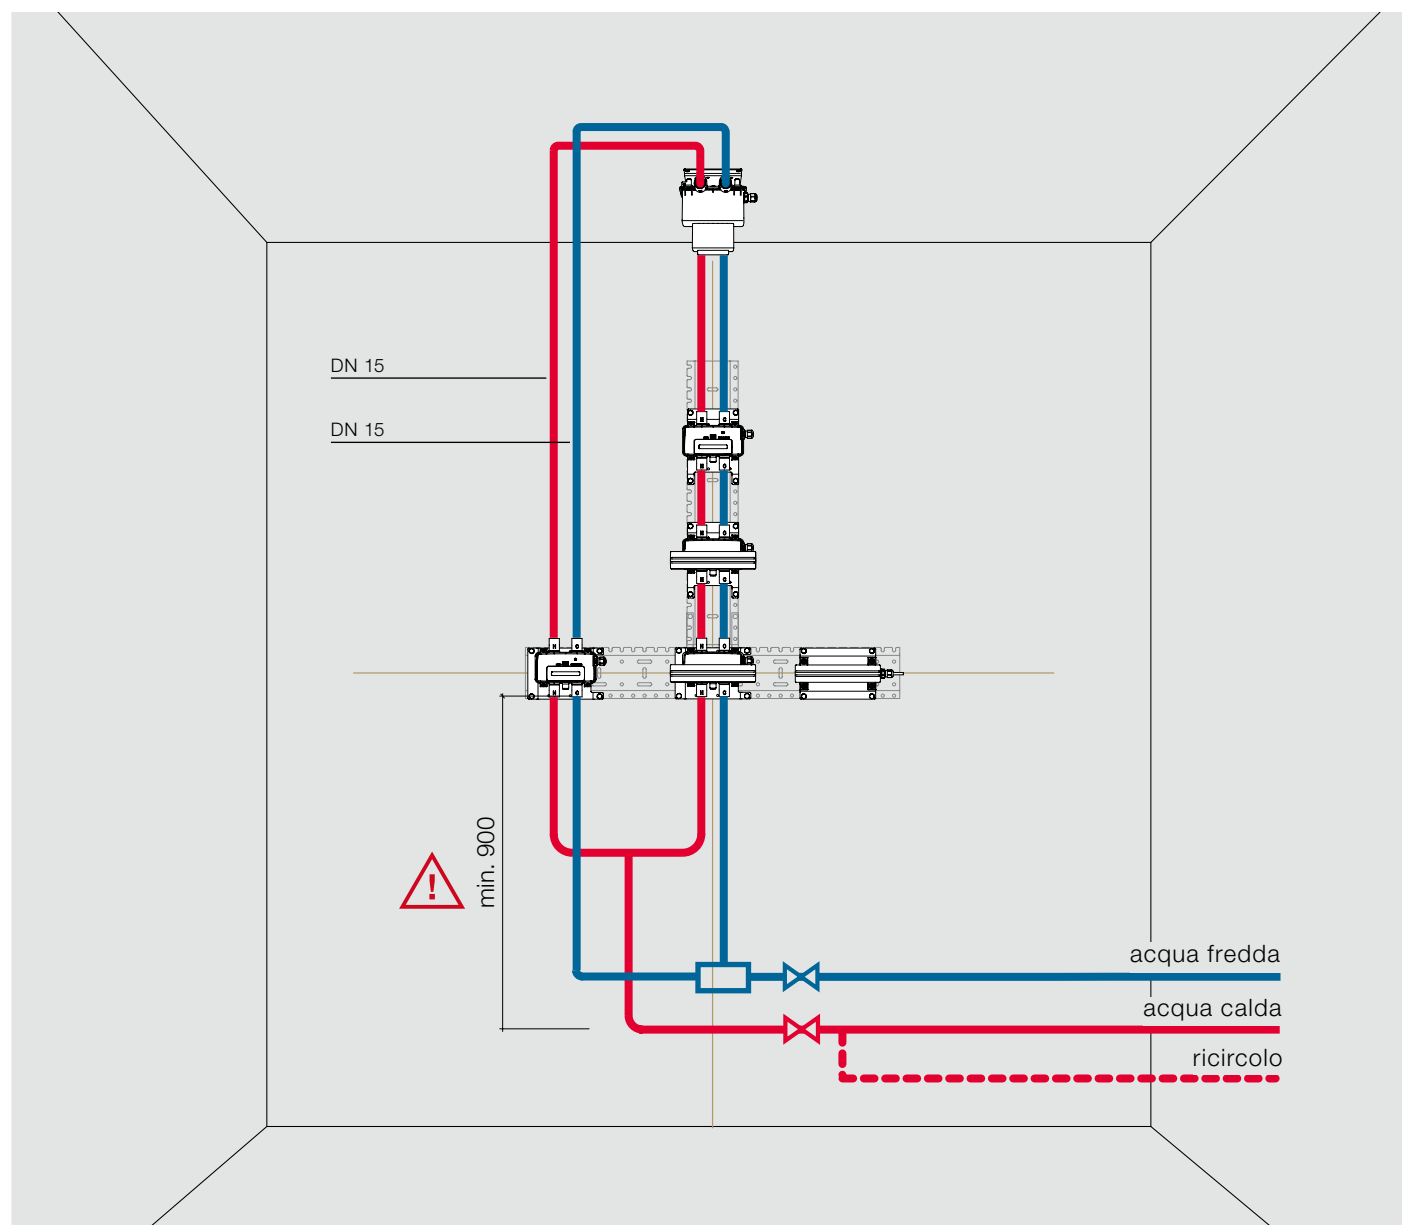 DN 15
DN 15
min. 900
!
acqua fredda
acqua calda
ricircolo